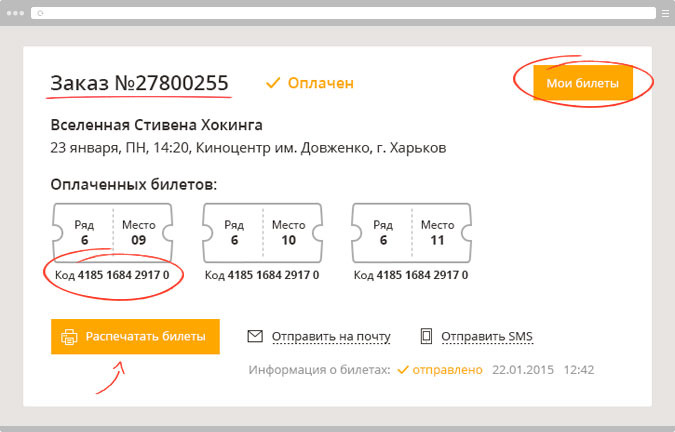 Заказ №27800255 Оплачен Мои билеты
Вселенная Стивена Хокинга
23 января, ПН, 14:20, Киноцентр им. Довженко, г. Харьков
Оплаченных билетов:
Ряд Место Ряд Место Ряд Место
6 09 6 10 6 11
Код 4185 1684 2917 0 Код 4185 1684 2917 0 Код 4185 1684 2917 0
Распечатать билеты Отправить на почту Отправить SMS
Информация о билетах: отправлено 22.01.2015 12:42